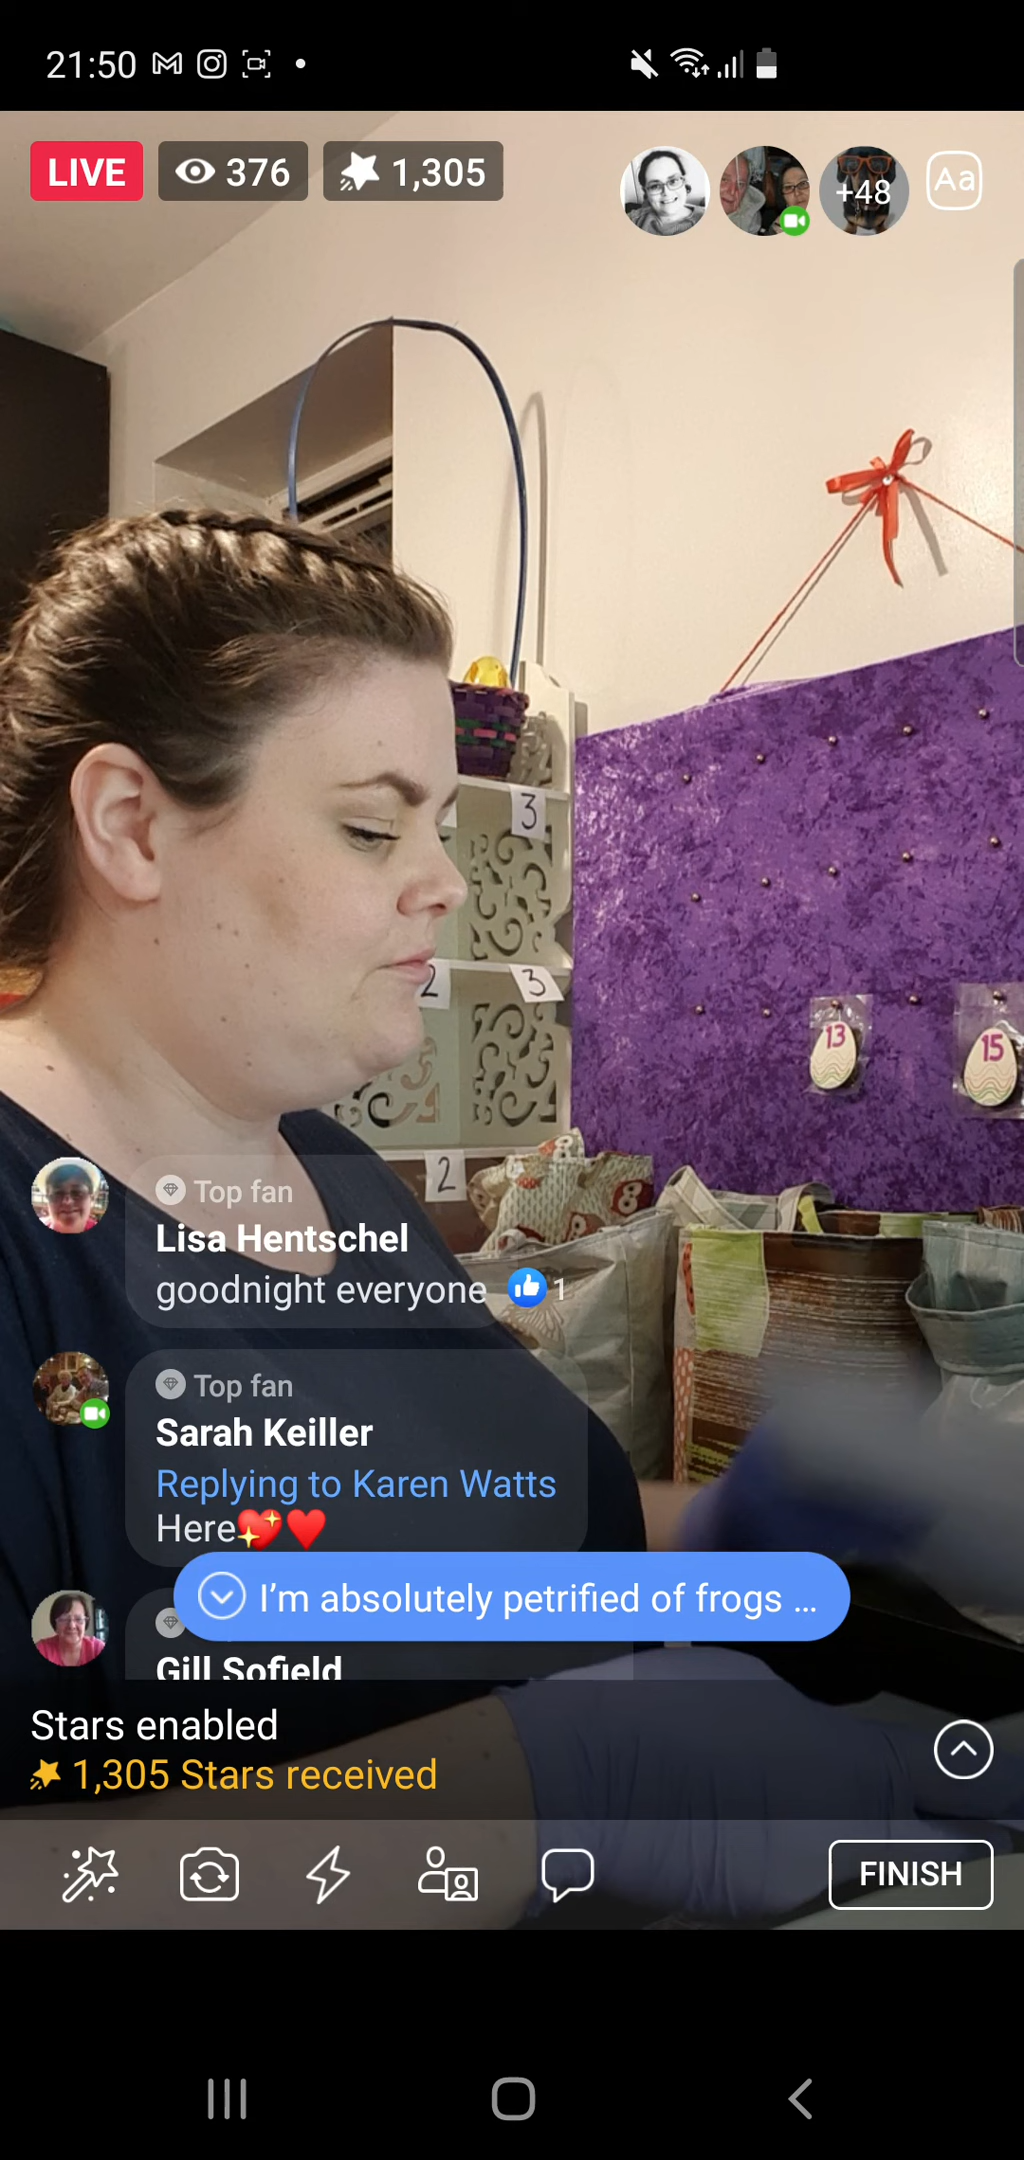 21:50
LIVE 376 1,305
+48 Aa
3
2 3
13
15
2
Top fan
Lisa Hentschel
goodnight everyone 1
Top fan
Sarah Keiller
Replying to Karen Watts
Here💖❤️
I’m absolutely petrified of frogs ...
Gill Sofield
Stars enabled
1,305 Stars received
FINISH